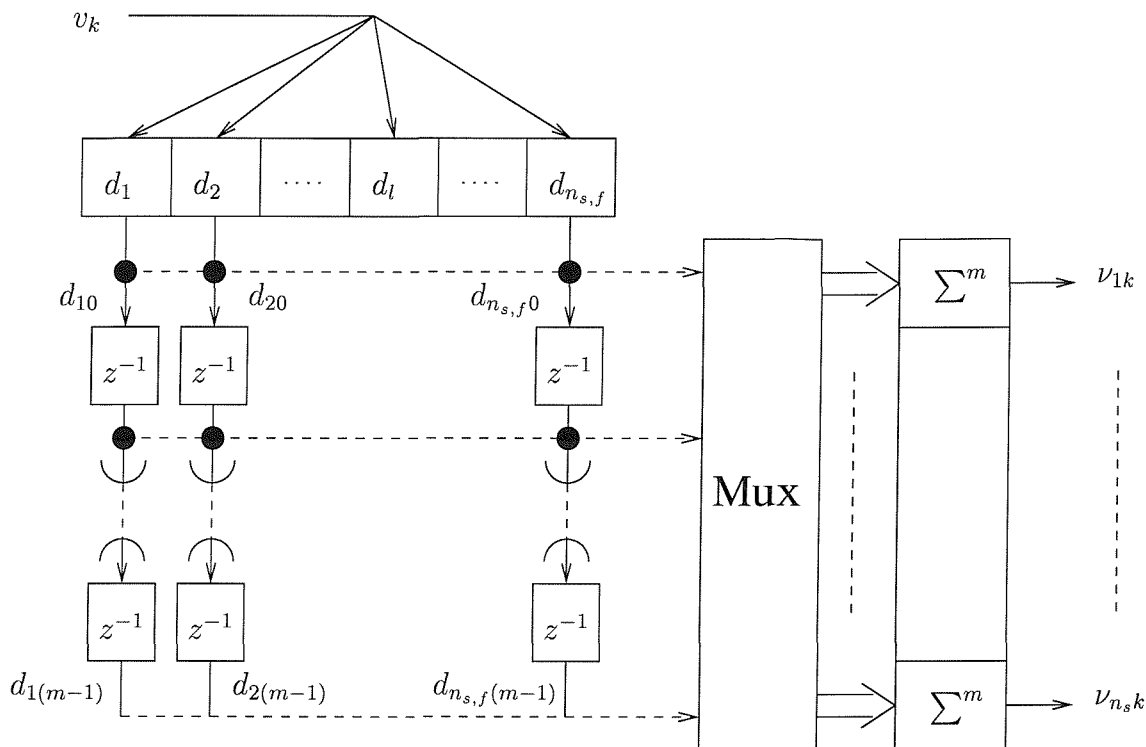 v_k
d_1 d_2 .... d_l .... d_{n_{s,f}}
d_{10} d_{20} d_{n_{s,f}0}
∑^m ν_{1k}
z^{-1} z^{-1} z^{-1}
Mux
z^{-1} z^{-1} z^{-1}
d_{1(m-1)} d_{2(m-1)} d_{n_{s,f}(m-1)}
∑^m ν_{n_s k}